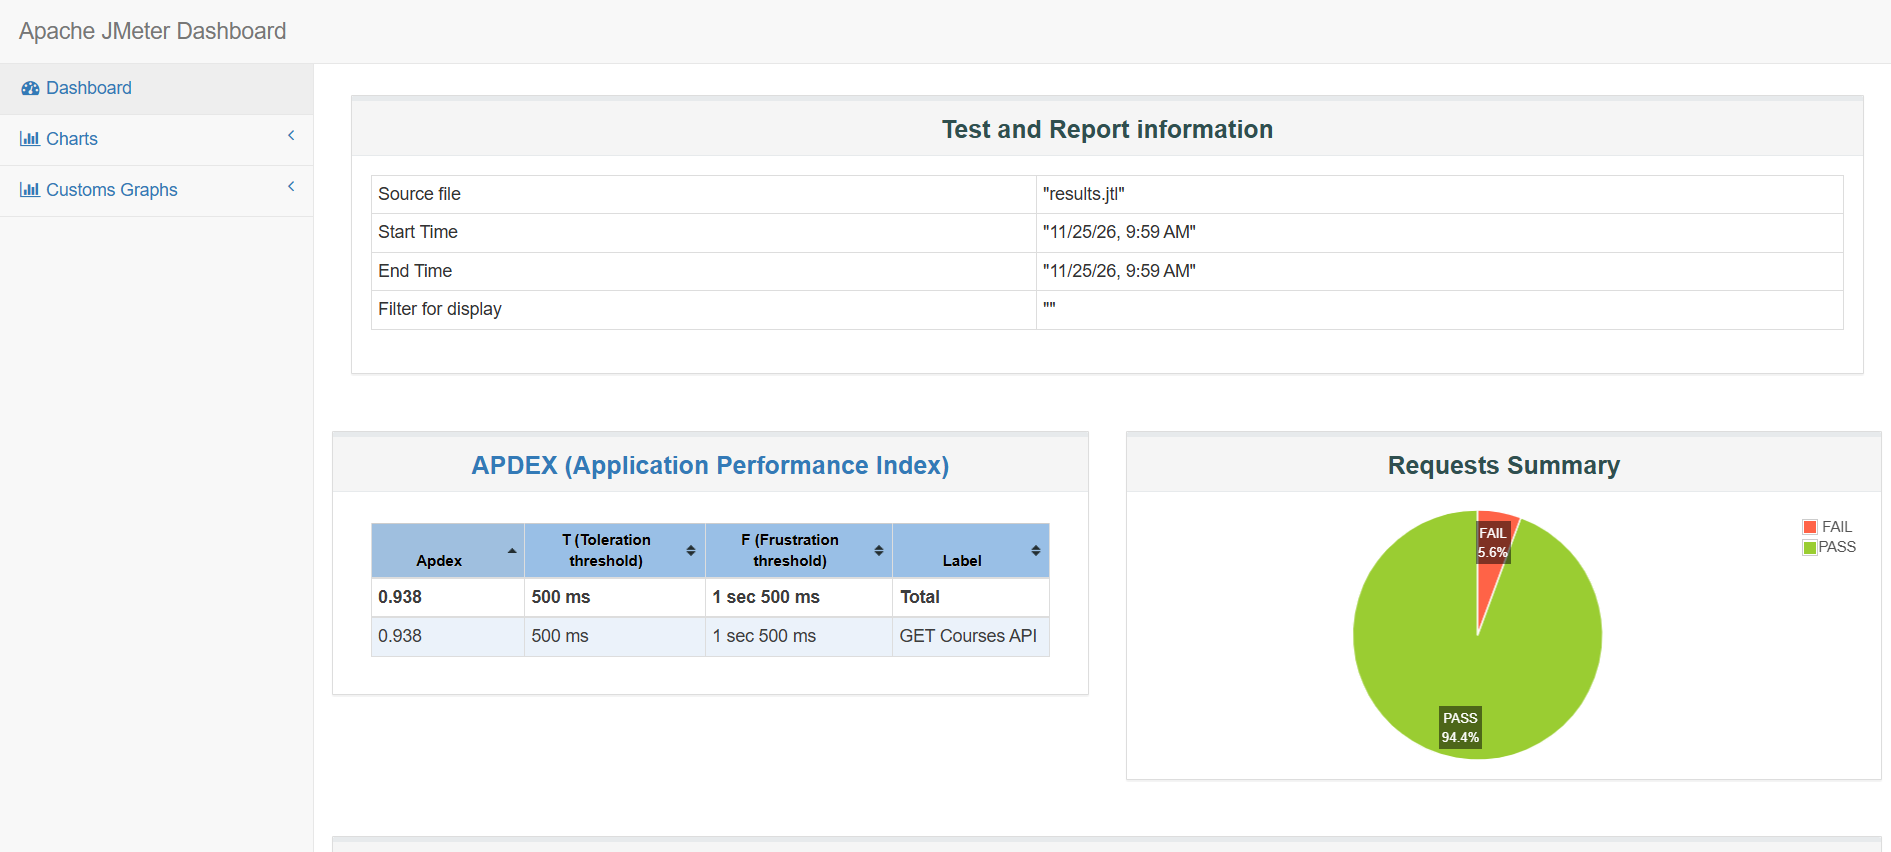 Apache JMeter Dashboard
Dashboard
Charts
Customs Graphs
Test and Report information
Source file "results.jtl"
Start Time "11/25/26, 9:59 AM"
End Time "11/25/26, 9:59 AM"
Filter for display ""
APDEX (Application Performance Index)
Apdex T (Toleration threshold) F (Frustration threshold) Label
0.938 500 ms 1 sec 500 ms Total
0.938 500 ms 1 sec 500 ms GET Courses API
Requests Summary
FAIL
5.6%
PASS
94.4%
FAIL
PASS